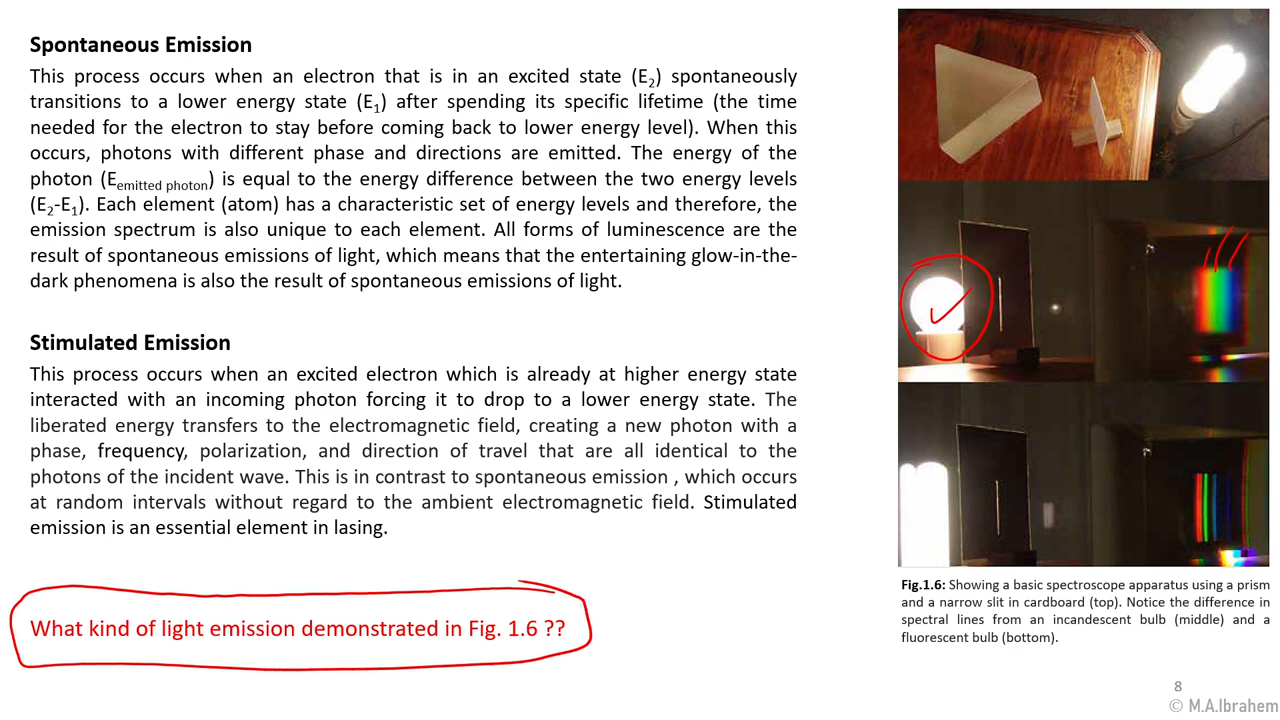 Spontaneous Emission
This process occurs when an electron that is in an excited state (E2) spontaneously
transitions to a lower energy state (E1) after spending its specific lifetime (the time
needed for the electron to stay before coming back to lower energy level). When this
occurs, photons with different phase and directions are emitted. The energy of the
photon (Eemitted photon) is equal to the energy difference between the two energy levels
(E2-E1). Each element (atom) has a characteristic set of energy levels and therefore, the
emission spectrum is also unique to each element. All forms of luminescence are the
result of spontaneous emissions of light, which means that the entertaining glow-in-the-
dark phenomena is also the result of spontaneous emissions of light.
Stimulated Emission
This process occurs when an excited electron which is already at higher energy state
interacted with an incoming photon forcing it to drop to a lower energy state. The
liberated energy transfers to the electromagnetic field, creating a new photon with a
phase, frequency, polarization, and direction of travel that are all identical to the
photons of the incident wave. This is in contrast to spontaneous emission , which occurs
at random intervals without regard to the ambient electromagnetic field. Stimulated
emission is an essential element in lasing.
What kind of light emission demonstrated in Fig. 1.6 ??
Fig.1.6: Showing a basic spectroscope apparatus using a prism
and a narrow slit in cardboard (top). Notice the difference in
spectral lines from an incandescent bulb (middle) and a
fluorescent bulb (bottom).
8
© M.A.Ibrahem